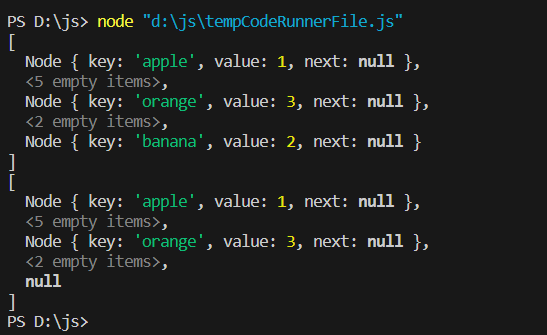 PS D:\js> node "d:\js\tempCodeRunnerFile.js"
[
  Node { key: 'apple', value: 1, next: null },
  <5 empty items>,
  Node { key: 'orange', value: 3, next: null },
  <2 empty items>,
  Node { key: 'banana', value: 2, next: null }
]
[
  Node { key: 'apple', value: 1, next: null },
  <5 empty items>,
  Node { key: 'orange', value: 3, next: null },
  <2 empty items>,
  null
]
PS D:\js>